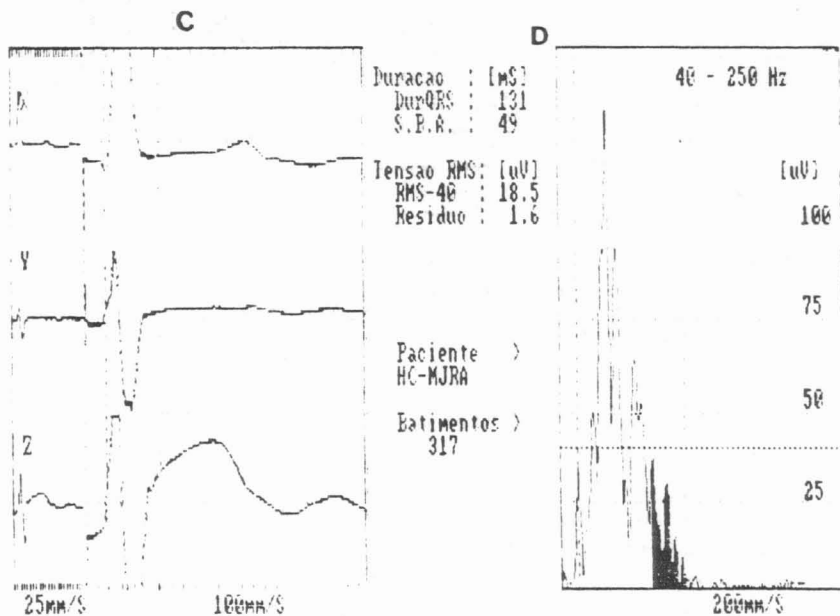 C
X
Y
Z
25mm/S
100mm/S
Duracao : [mS]
DurQRS : 131
S.B.A. : 49
Tensao RMS: [uV]
RMS-40 : 18.5
Residuo : 1.6
Paciente >
HC-MJRA
Batimentos >
317
D
40 - 250 Hz
[uV]
100
75
50
25
200mm/S